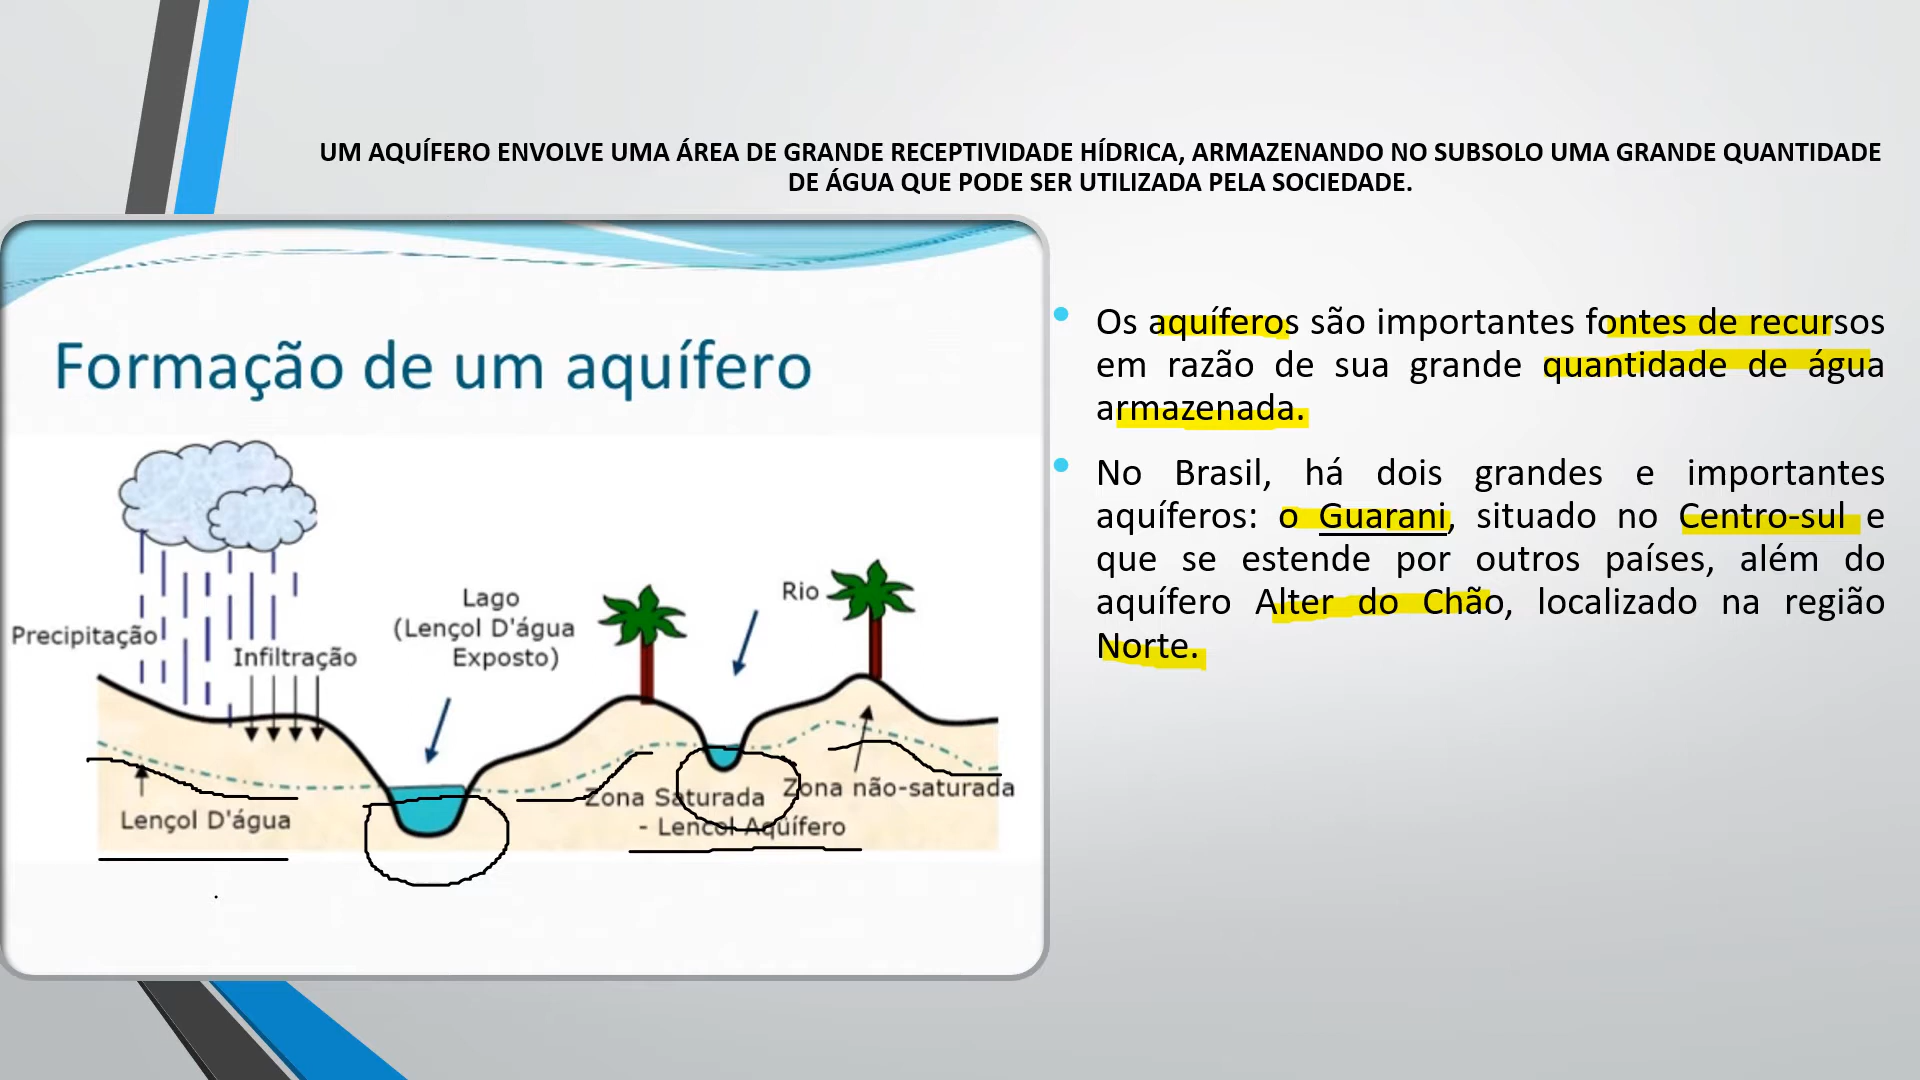 UM AQUÍFERO ENVOLVE UMA ÁREA DE GRANDE RECEPTIVIDADE HÍDRICA, ARMAZENANDO NO SUBSOLO UMA GRANDE QUANTIDADE
DE ÁGUA QUE PODE SER UTILIZADA PELA SOCIEDADE.
Formação de um aquífero
Precipitação
Infiltração
Lago
(Lençol D'água
Exposto)
Rio
Lençol D'água
Zona Saturada
- Lencol Aqüífero
Zona não-saturada
Os aquíferos são importantes fontes de recursos
em razão de sua grande quantidade de água
armazenada.
No Brasil, há dois grandes e importantes
aquíferos: o Guarani, situado no Centro-sul e
que se estende por outros países, além do
aquífero Alter do Chão, localizado na região
Norte.